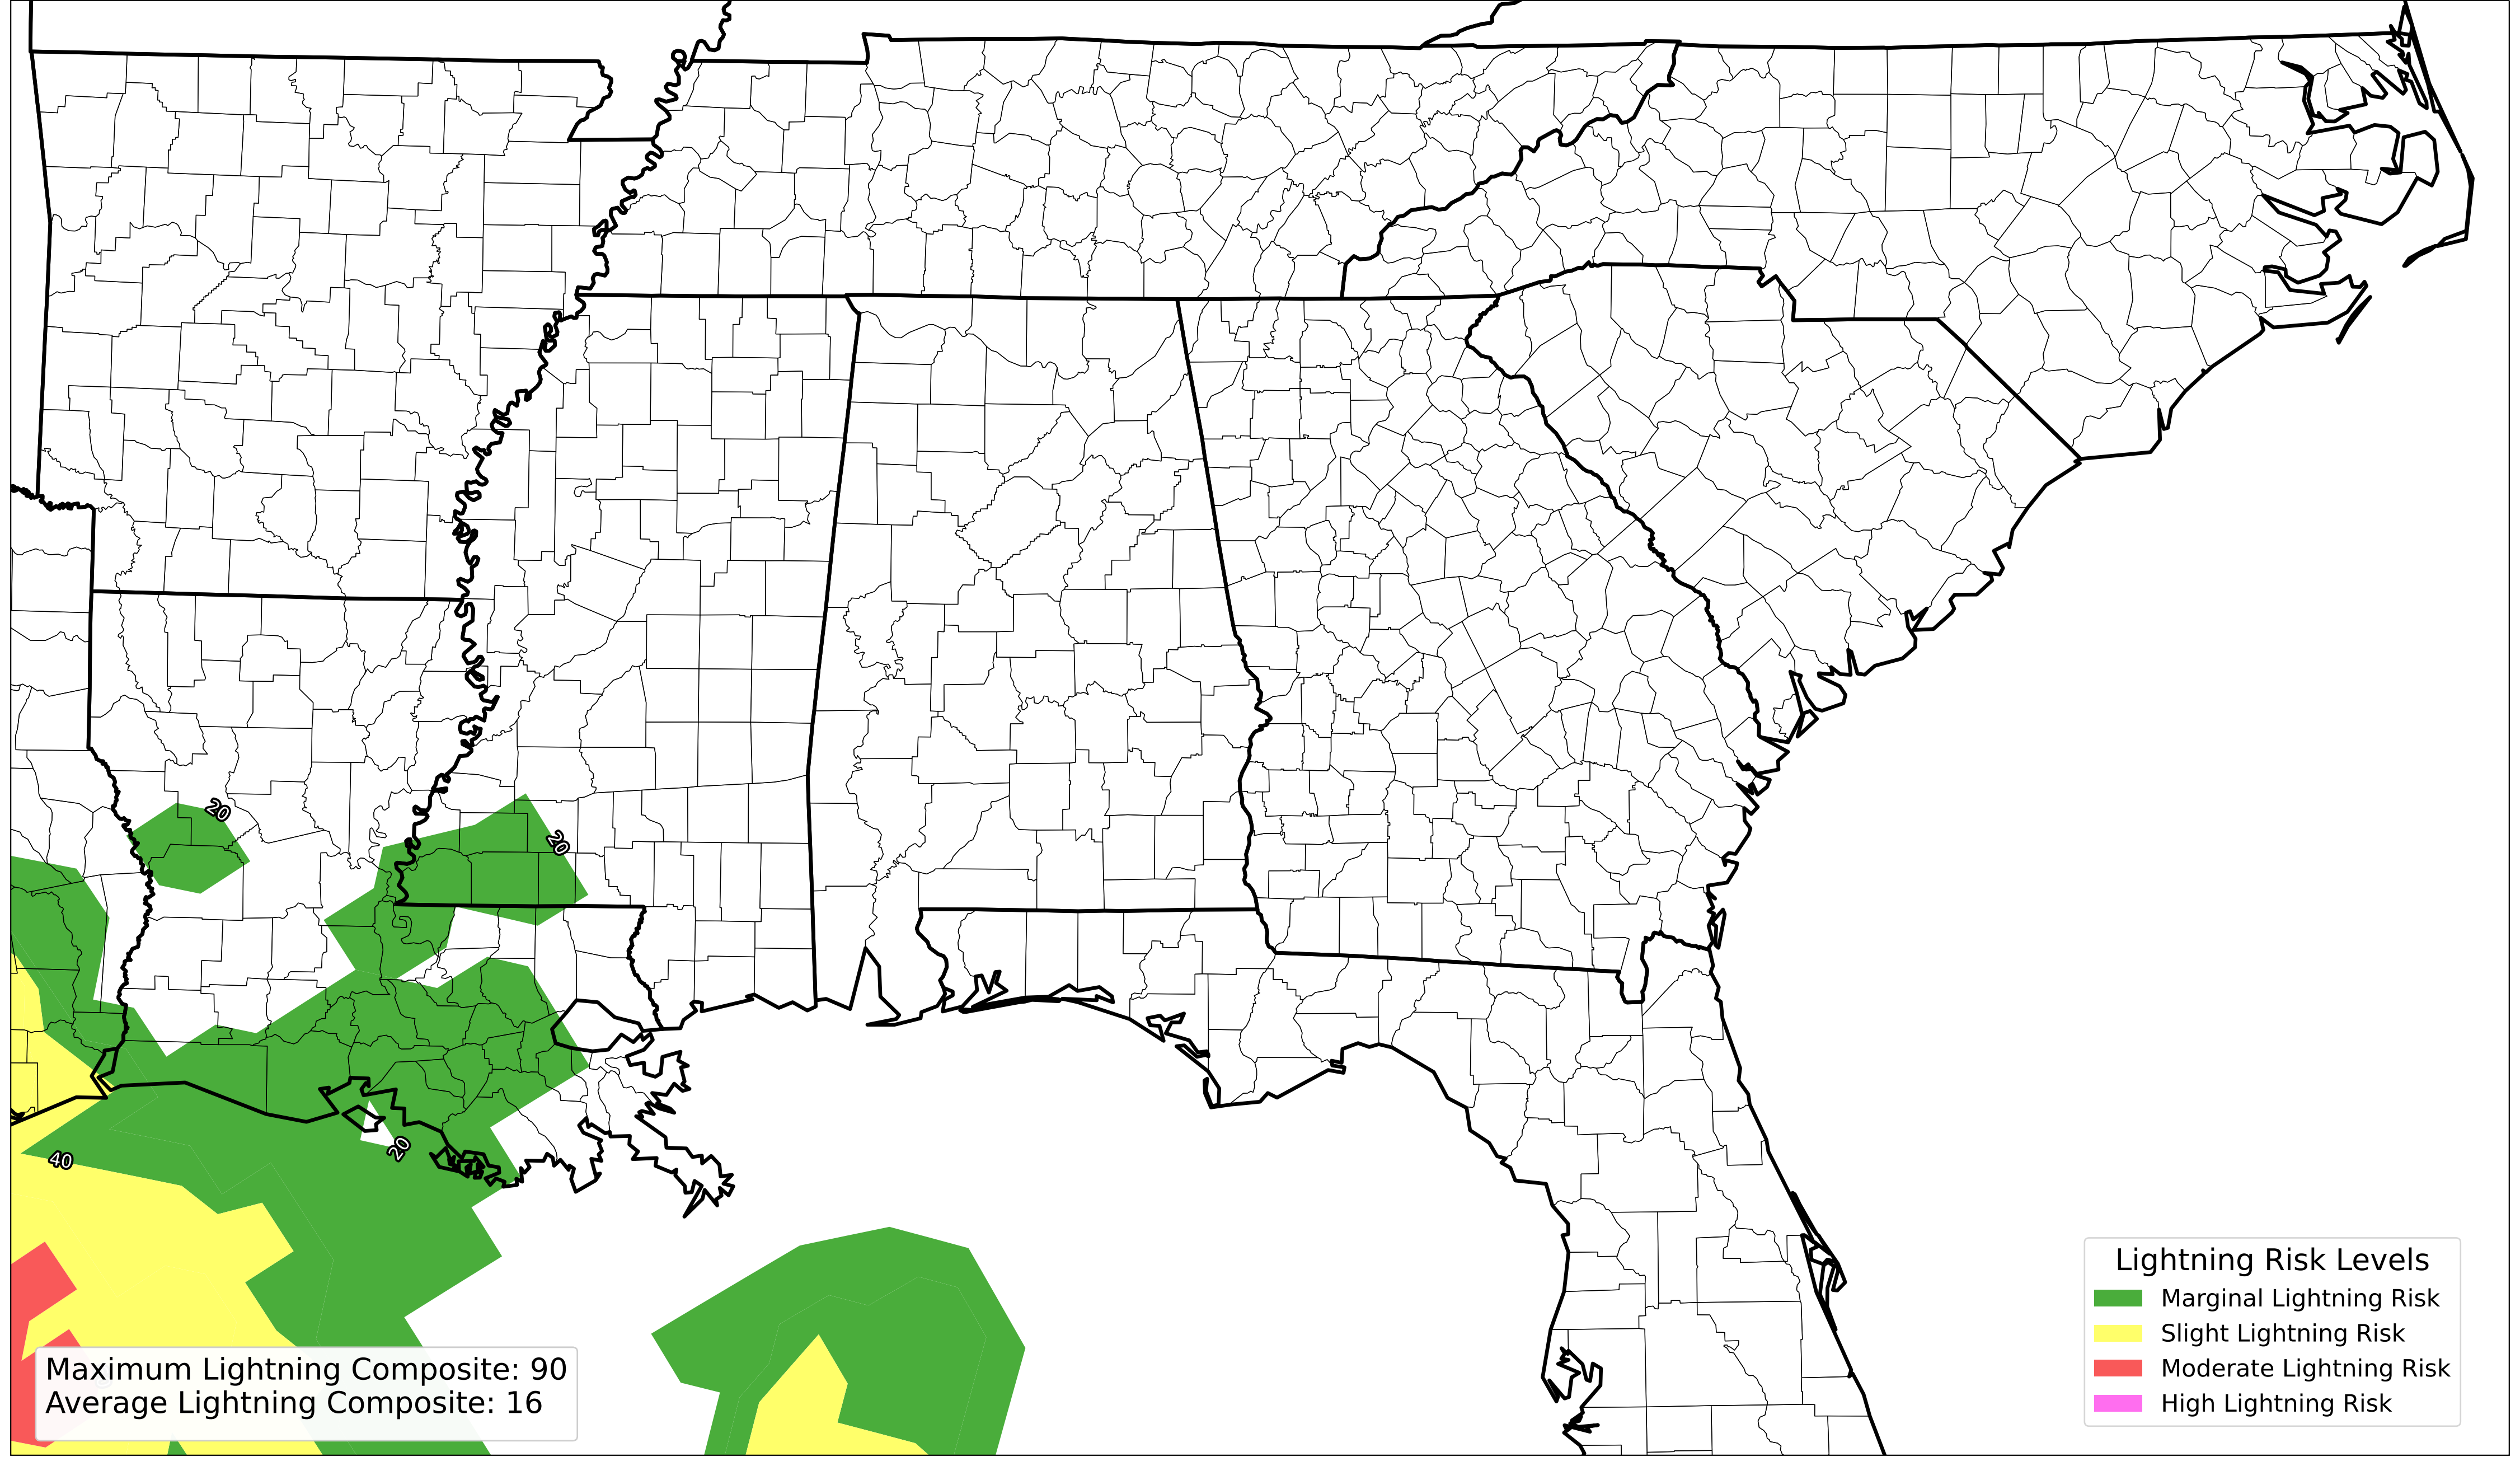 20
20
20
40
Maximum Lightning Composite: 90
Average Lightning Composite: 16
Lightning Risk Levels
Marginal Lightning Risk
Slight Lightning Risk
Moderate Lightning Risk
High Lightning Risk